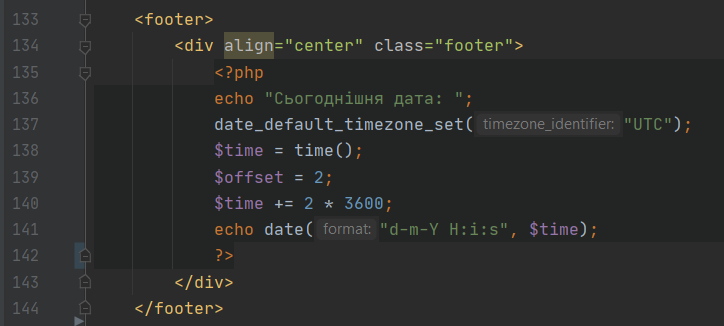 133 <footer>
134 <div align="center" class="footer">
135 <?php
136 echo "Сьогоднішня дата: ";
137 date_default_timezone_set( timezone_identifier: "UTC");
138 $time = time();
139 $offset = 2;
140 $time += 2 * 3600;
141 echo date( format: "d-m-Y H:i:s", $time);
142 ?>
143 </div>
144 </footer>